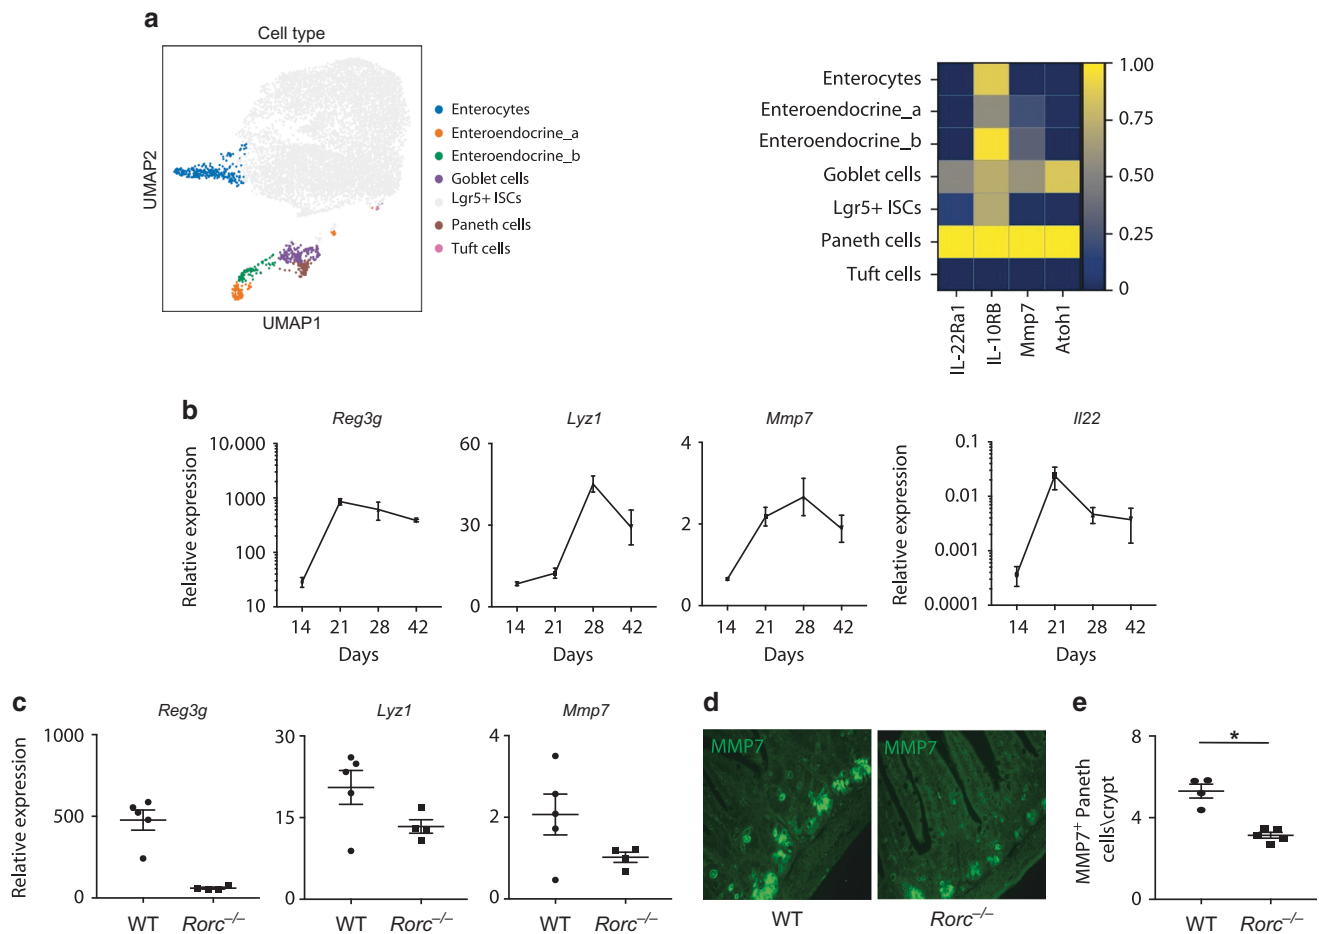 a
Cell type
UMAP2
UMAP1
Enterocytes
Enteroendocrine_a
Enteroendocrine_b
Goblet cells
Lgr5+ ISCs
Paneth cells
Tuft cells
Enterocytes
Enteroendocrine_a
Enteroendocrine_b
Goblet cells
Lgr5+ ISCs
Paneth cells
Tuft cells
IL-22Ra1
IL-10RB
Mmp7
Atoh1
1.00
0.75
0.50
0.25
0
b
Reg3g
Relative expression
10,000
1000
100
10
14 21 28 42
Days
Lyz1
60
30
0
14 21 28 42
Days
Mmp7
4
2
0
14 21 28 42
Days
Il22
Relative expression
0.1
0.01
0.001
0.0001
14 21 28 42
Days
c
Reg3g
Relative expression
1000
500
0
WT Rorc–/–
Lyz1
30
15
0
WT Rorc–/–
Mmp7
4
2
0
WT Rorc–/–
d
MMP7
MMP7
WT
Rorc–/–
e
MMP7+ Paneth
cells\crypt
8
4
0
*
WT Rorc–/–